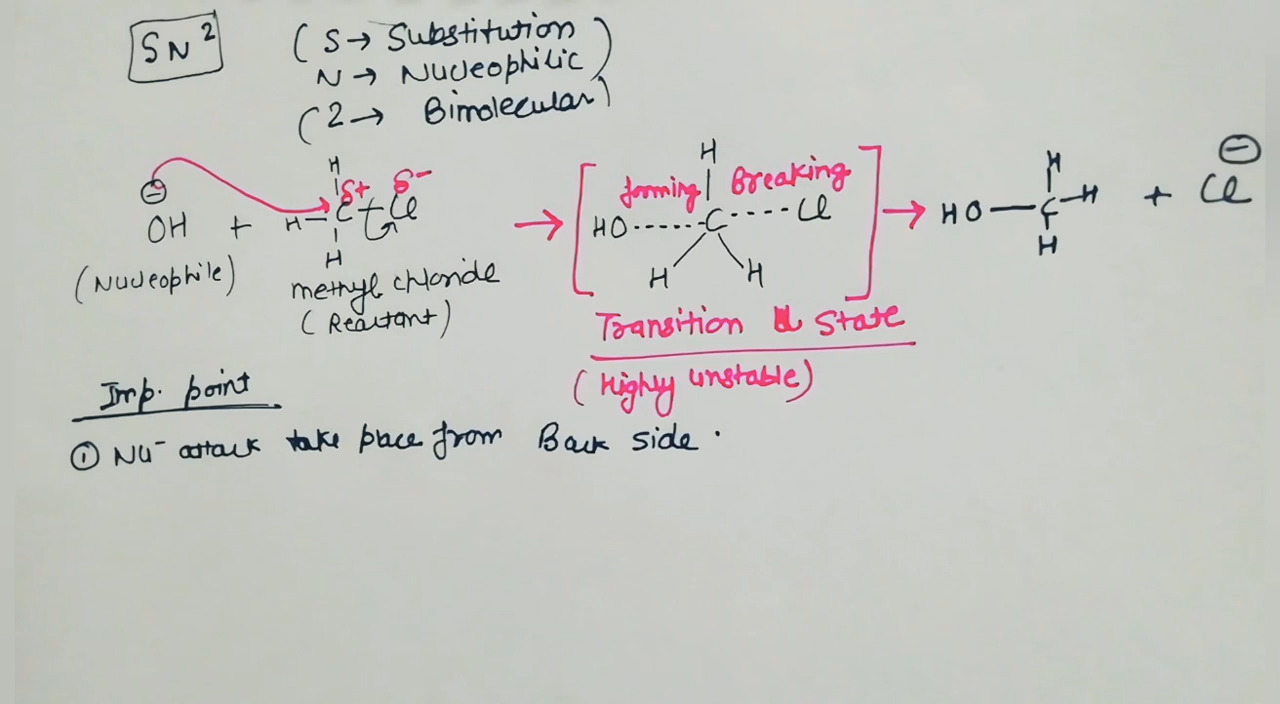 SN² (S→ Substitution
N→ Nucleophilic)
(2→ Bimolecular)
H H
δ+ δ- forming Breaking H
⊖ ⊖
OH + H-C-Cl → [HO------C----Cl] → HO-C-H + Cl
H H H H
(Nucleophile) methyl chloride
(Reactant) Transition State
(Highly unstable)
Imp. point
① Nu⁻ attack take place from Back side.